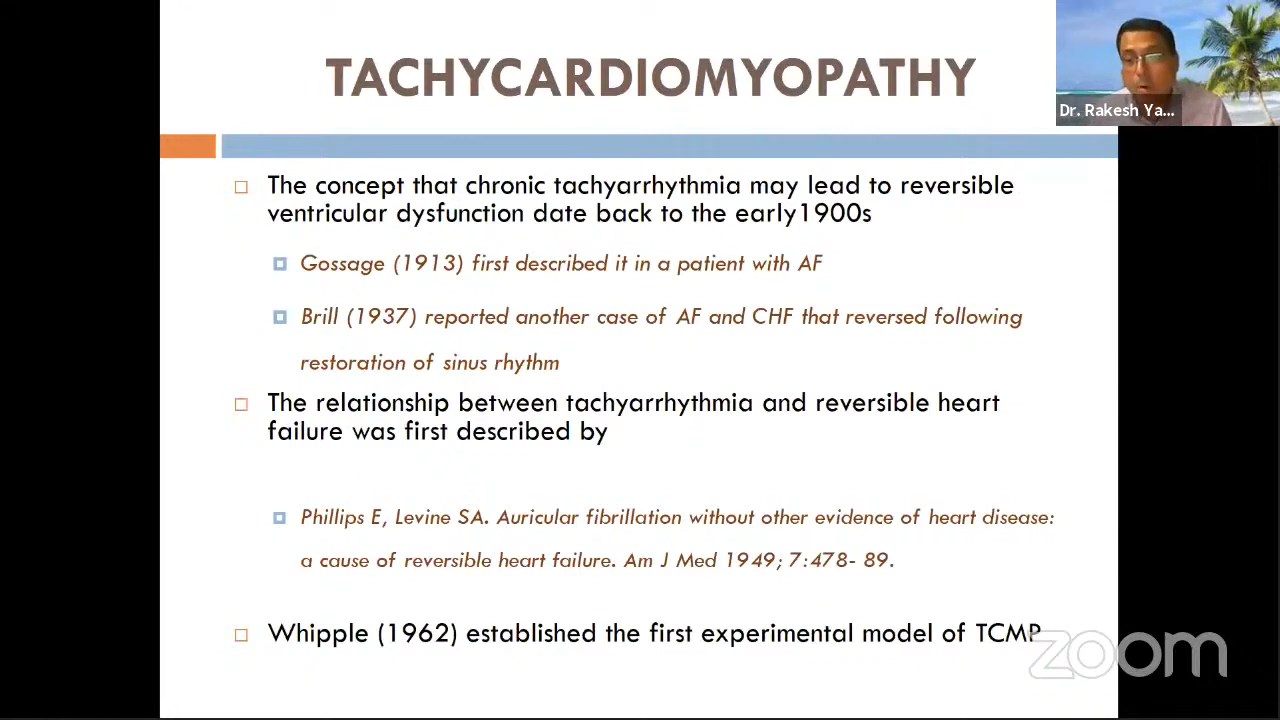 TACHYCARDIOMYOPATHY
Dr. Rakesh Ya...
The concept that chronic tachyarrhythmia may lead to reversible
ventricular dysfunction date back to the early1900s
Gossage (1913) first described it in a patient with AF
Brill (1937) reported another case of AF and CHF that reversed following
restoration of sinus rhythm
The relationship between tachyarrhythmia and reversible heart
failure was first described by
Phillips E, Levine SA. Auricular fibrillation without other evidence of heart disease:
a cause of reversible heart failure. Am J Med 1949; 7:478- 89.
Whipple (1962) established the first experimental model of TCMP
zoom